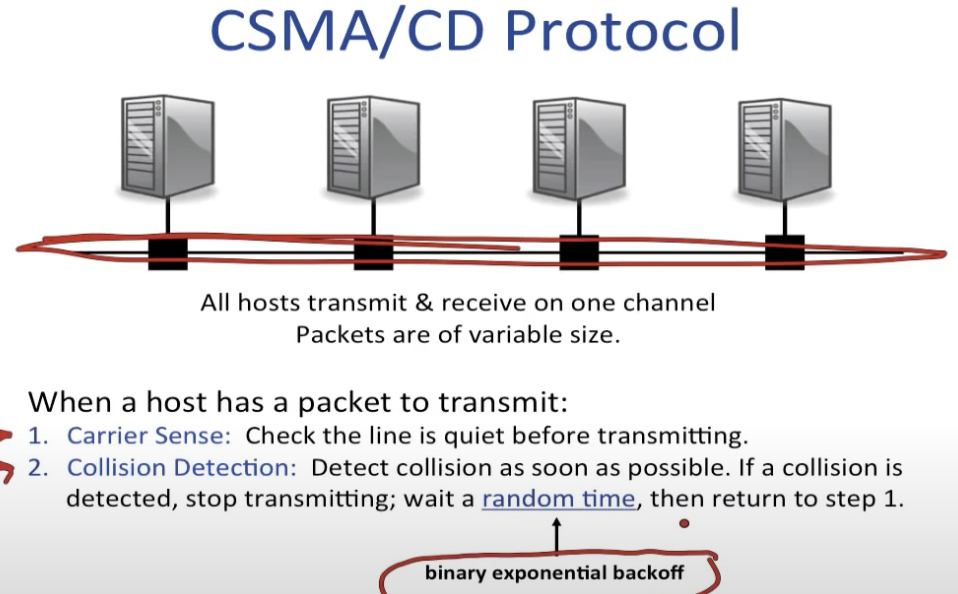 CSMA/CD Protocol
All hosts transmit & receive on one channel
Packets are of variable size.
When a host has a packet to transmit:
1. Carrier Sense: Check the line is quiet before transmitting.
2. Collision Detection: Detect collision as soon as possible. If a collision is
detected, stop transmitting; wait a random time, then return to step 1.
binary exponential backoff